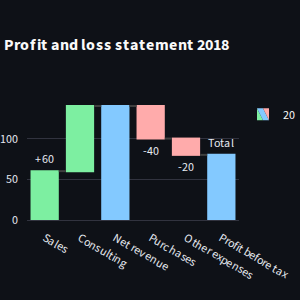 Profit and loss statement 2018
20
100
50
0
+60
-40
-20
Total
Sales
Consulting
Net revenue
Purchases
Other expenses
Profit before tax